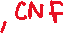 , CNF